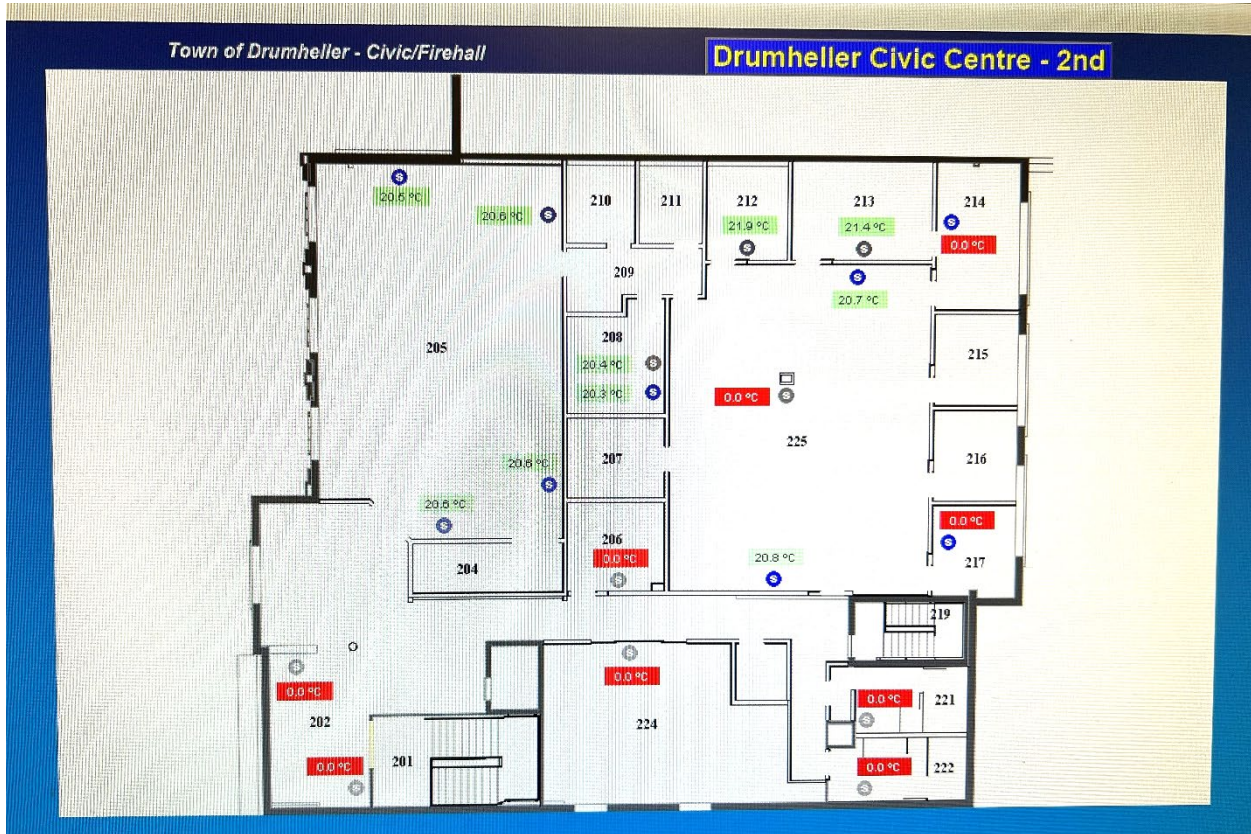 Town of Drumheller - Civic/Firehall
Drumheller Civic Centre - 2nd
S
20.6 °C
20.6 °C
S
210
211
212
21.9 °C
S
213
21.4 °C
S
214
S
0.0 °C
209
S
20.7 °C
205
208
20.4 °C
S
20.3 °C
S
215
0.0 °C
S
225
207
216
20.6 °C
S
20.6 °C
S
206
0.0 °C
S
0.0 °C
S
217
204
20.8 °C
S
219
S
0.0 °C
202
S
0.0 °C
224
0.0 °C
S
221
201
0.0 °C
S
0.0 °C
S
222